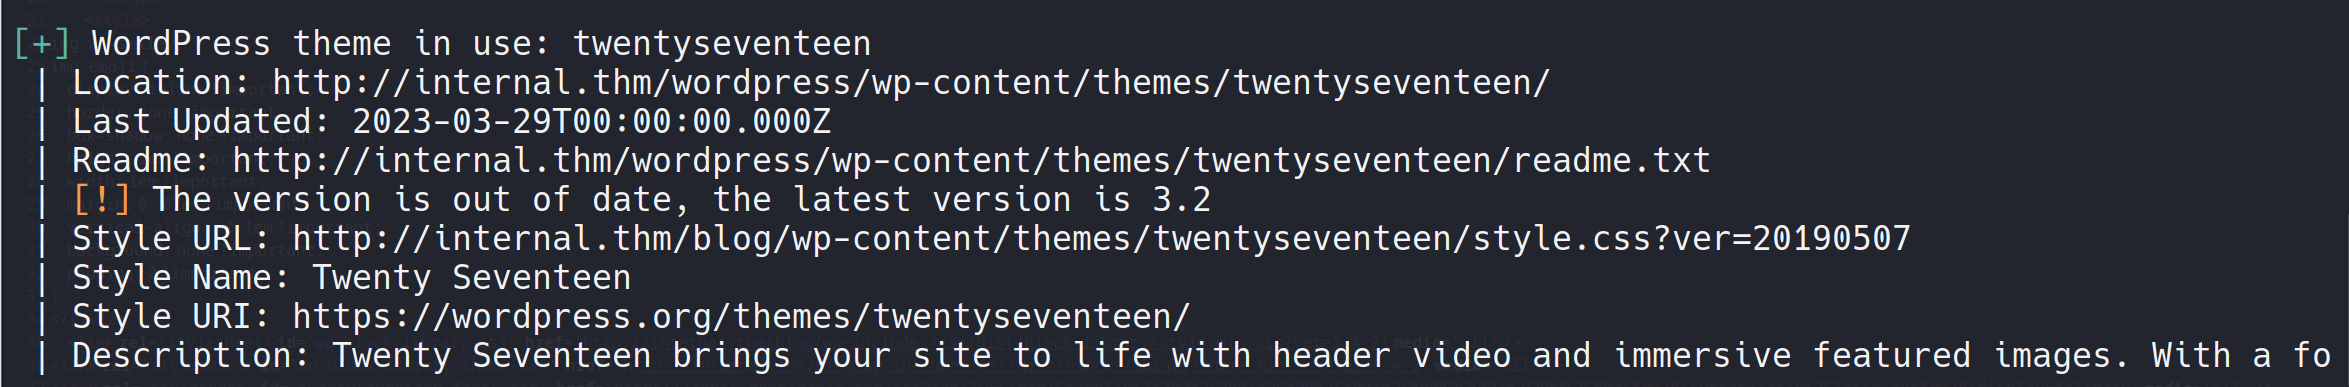 [+] WordPress theme in use: twentyseventeen
| Location: http://internal.thm/wordpress/wp-content/themes/twentyseventeen/
| Last Updated: 2023-03-29T00:00:00.000Z
| Readme: http://internal.thm/wordpress/wp-content/themes/twentyseventeen/readme.txt
| [!] The version is out of date, the latest version is 3.2
| Style URL: http://internal.thm/blog/wp-content/themes/twentyseventeen/style.css?ver=20190507
| Style Name: Twenty Seventeen
| Style URI: https://wordpress.org/themes/twentyseventeen/
| Description: Twenty Seventeen brings your site to life with header video and immersive featured images. With a fo